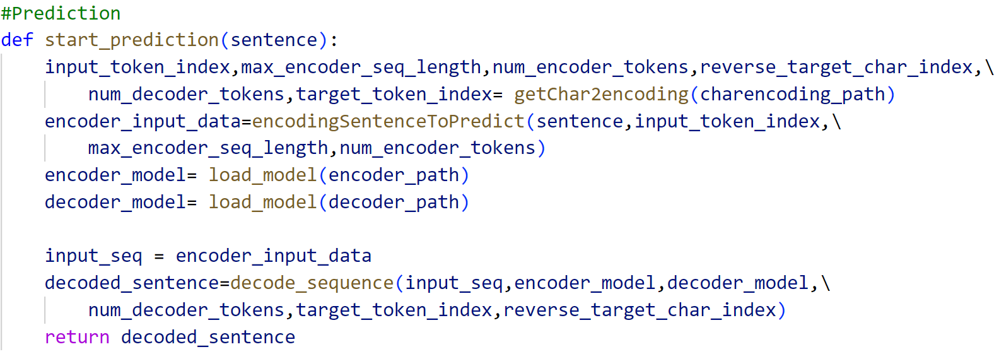 #Prediction
def start_prediction(sentence):
    input_token_index,max_encoder_seq_length,num_encoder_tokens,reverse_target_char_index,\
        num_decoder_tokens,target_token_index= getChar2encoding(charencoding_path)
    encoder_input_data=encodingSentenceToPredict(sentence,input_token_index,\
        max_encoder_seq_length,num_encoder_tokens)
    encoder_model= load_model(encoder_path)
    decoder_model= load_model(decoder_path)

    input_seq = encoder_input_data
    decoded_sentence=decode_sequence(input_seq,encoder_model,decoder_model,\
        num_decoder_tokens,target_token_index,reverse_target_char_index)
    return decoded_sentence